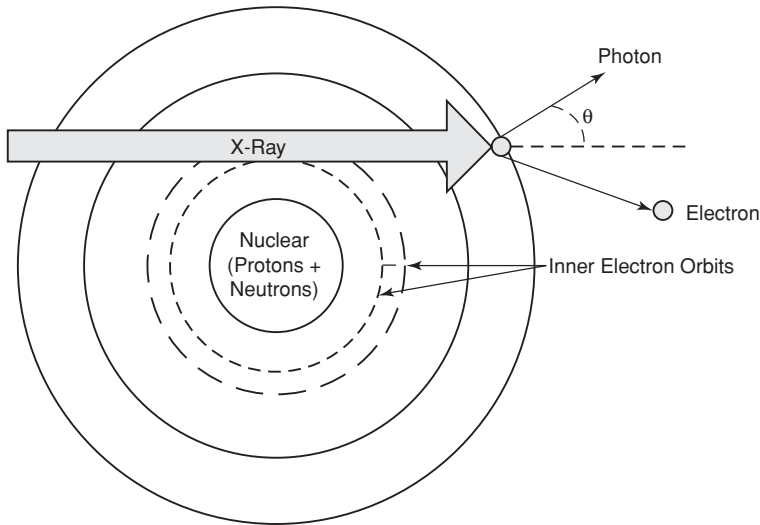 Photon
θ
X-Ray
Electron
Nuclear
(Protons +
Neutrons)
Inner Electron Orbits